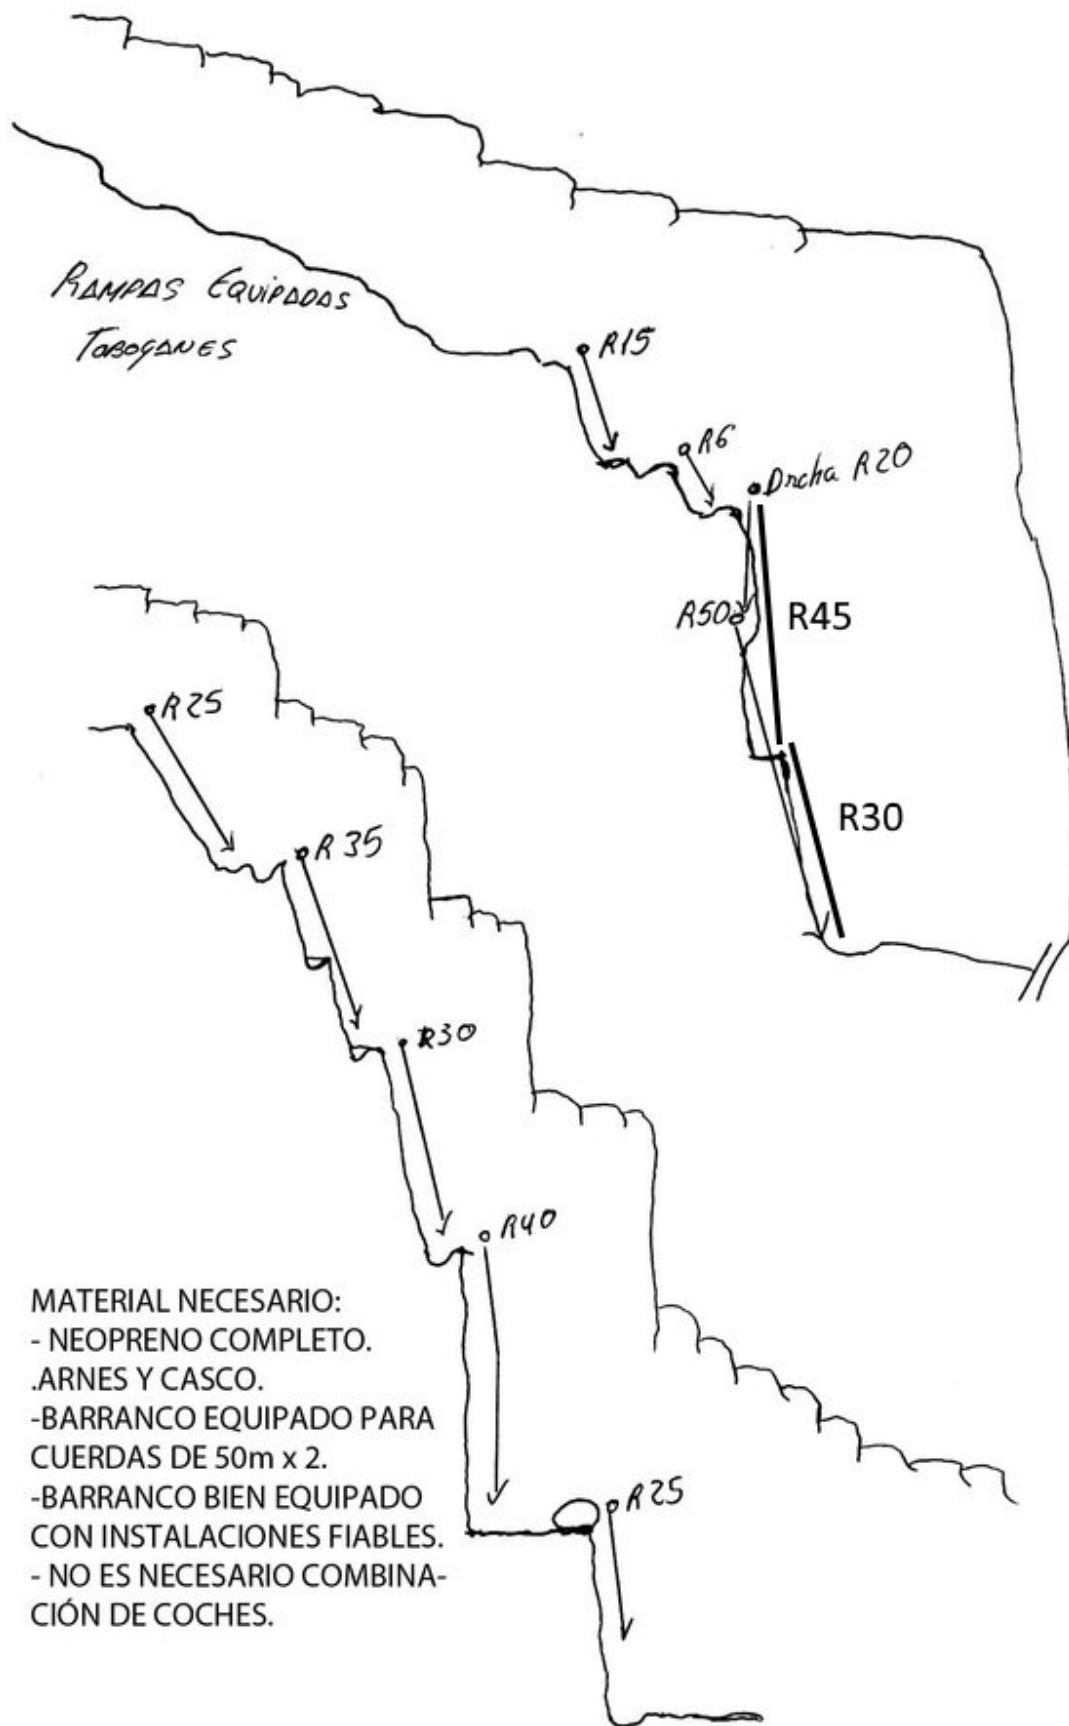 RAMPAS EQUIPADAS
TOBOGANES
R15
R6
Drcha R20
R50
R45
R30
R25
R35
R30
R40
R25
MATERIAL NECESARIO:
- NEOPRENO COMPLETO.
.ARNES Y CASCO.
-BARRANCO EQUIPADO PARA
CUERDAS DE 50m x 2.
-BARRANCO BIEN EQUIPADO
CON INSTALACIONES FIABLES.
- NO ES NECESARIO COMBINA-
CIÓN DE COCHES.